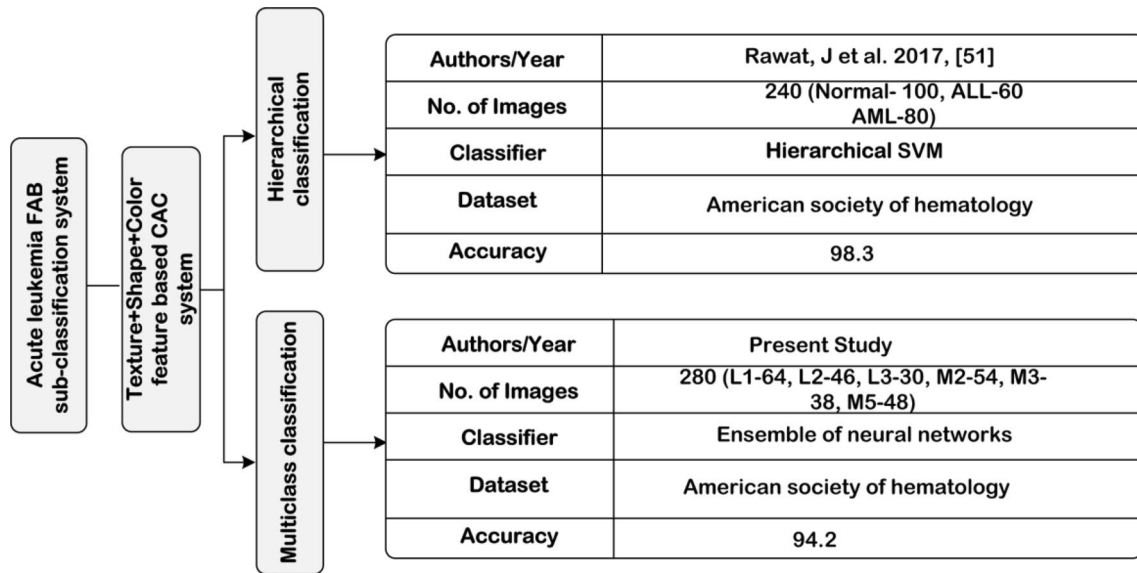 Acute leukemia FAB
sub-classification system
Texture+Shape+Color
feature based CAC
system
Hierarchical
classification
Authors/Year
Rawat, J et al. 2017, [51]
No. of Images
240 (Normal- 100, ALL-60
AML-80)
Classifier
Hierarchical SVM
Dataset
American society of hematology
Accuracy
98.3
Multiclass classification
Authors/Year
Present Study
No. of Images
280 (L1-64, L2-46, L3-30, M2-54, M3-
38, M5-48)
Classifier
Ensemble of neural networks
Dataset
American society of hematology
Accuracy
94.2